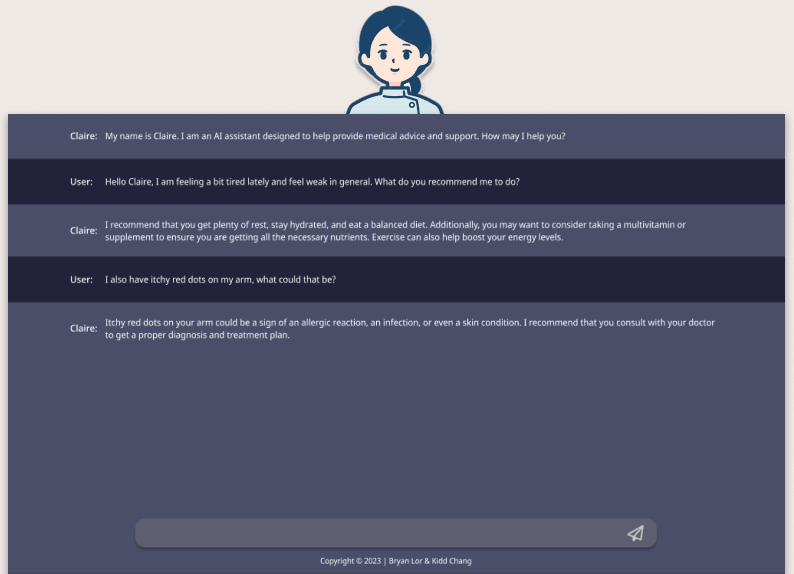 Claire: My name is Claire. I am an AI assistant designed to help provide medical advice and support. How may I help you?
User: Hello Claire, I am feeling a bit tired lately and feel weak in general. What do you recommend me to do?
Claire: I recommend that you get plenty of rest, stay hydrated, and eat a balanced diet. Additionally, you may want to consider taking a multivitamin or
supplement to ensure you are getting all the necessary nutrients. Exercise can also help boost your energy levels.
User: I also have itchy red dots on my arm, what could that be?
Claire: Itchy red dots on your arm could be a sign of an allergic reaction, an infection, or even a skin condition. I recommend that you consult with your doctor
to get a proper diagnosis and treatment plan.
Copyright © 2023 | Bryan Lor & Kidd Chang